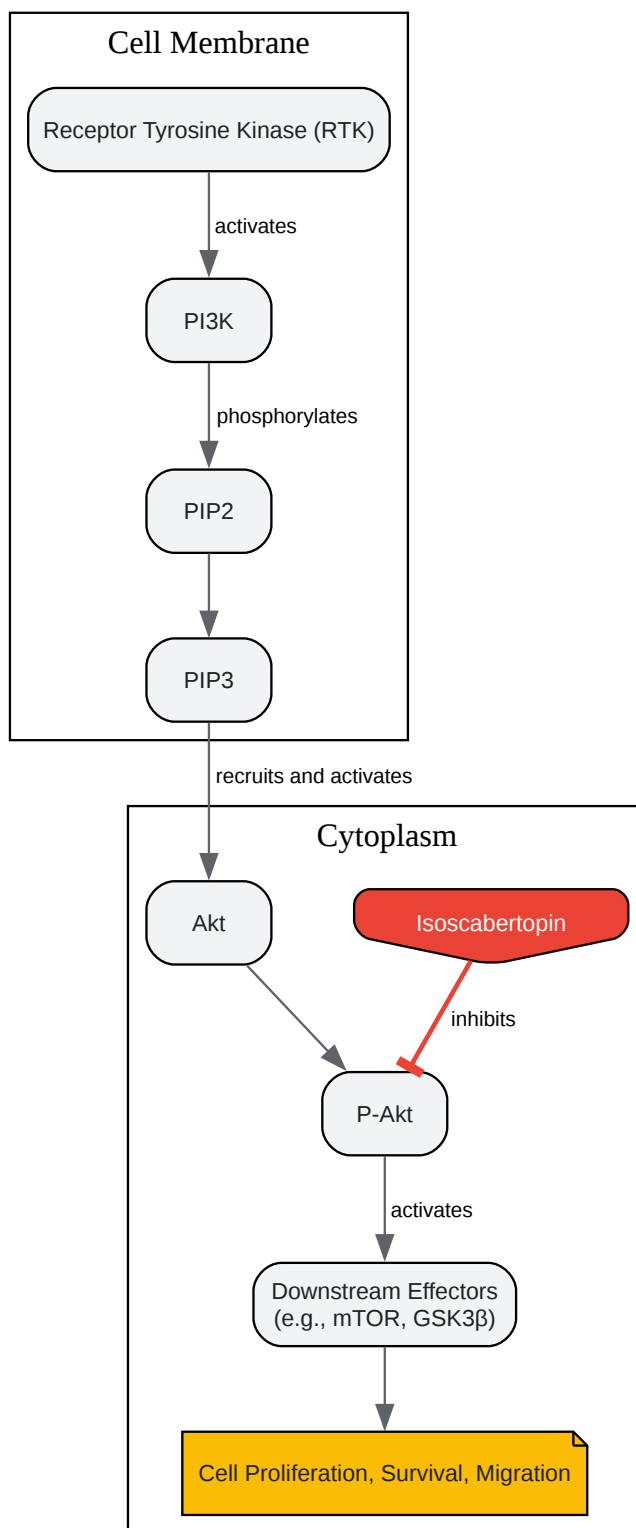 Cell Membrane
Receptor Tyrosine Kinase (RTK)
activates
PI3K
phosphorylates
PIP2
PIP3
recruits and activates
Cytoplasm
Akt
Isoscabertopin
inhibits
P-Akt
activates
Downstream Effectors
(e.g., mTOR, GSK3β)
Cell Proliferation, Survival, Migration